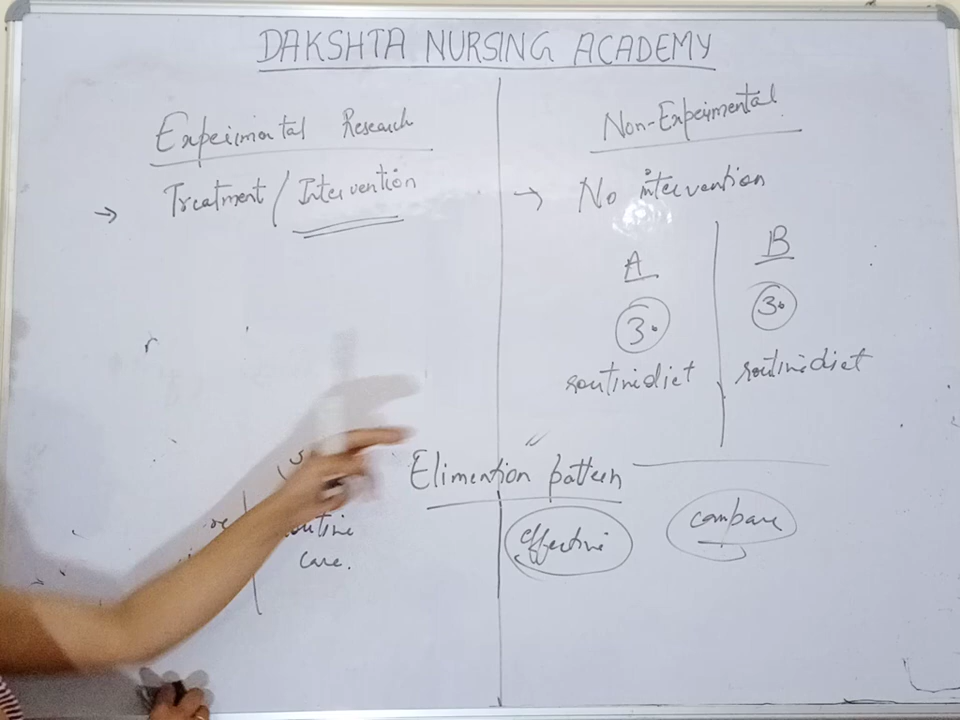 DAKSHTA NURSING ACADEMY
Experimental Research
→ Treatment / Intervention
routine
care.
Non-Experimental
→ No intervention
A
30
routine diet
B
30
routine diet
Elimention pattern
effective
compare